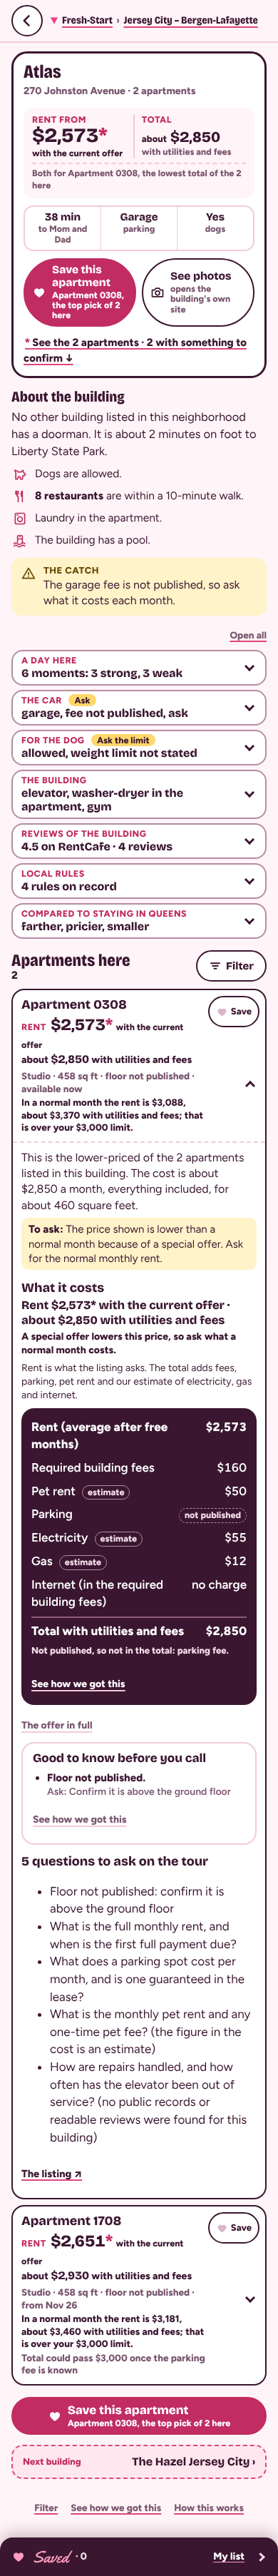 Fresh-Start › Jersey City – Bergen-Lafayette
Atlas
270 Johnston Avenue · 2 apartments
RENT FROM
$2,573*
with the current offer
TOTAL
about $2,850
with utilities and fees
Both for Apartment 0308, the lowest total of the 2
here
38 min
to Mom and
Dad
Garage
parking
Yes
dogs
Save this
apartment
Apartment 0308,
the top pick of 2
here
See photos
opens the
building's own
site
* See the 2 apartments · 2 with something to
confirm ↓
About the building
No other building listed in this neighborhood
has a doorman. It is about 2 minutes on foot to
Liberty State Park.
Dogs are allowed.
8 restaurants are within a 10-minute walk.
Laundry in the apartment.
The building has a pool.
THE CATCH
The garage fee is not published, so ask
what it costs each month.
Open all
A DAY HERE
6 moments: 3 strong, 3 weak
THE CAR Ask
garage, fee not published, ask
FOR THE DOG Ask the limit
allowed, weight limit not stated
THE BUILDING
elevator, washer-dryer in the
apartment, gym
REVIEWS OF THE BUILDING
4.5 on RentCafe · 4 reviews
LOCAL RULES
4 rules on record
COMPARED TO STAYING IN QUEENS
farther, pricier, smaller
Apartments here
2
Filter
Apartment 0308
Save
RENT $2,573* with the current
offer
about $2,850 with utilities and fees
Studio · 458 sq ft · floor not published ·
available now
In a normal month the rent is $3,088,
about $3,370 with utilities and fees; that
is over your $3,000 limit.
This is the lower-priced of the 2 apartments
listed in this building. The cost is about
$2,850 a month, everything included, for
about 460 square feet.
To ask: The price shown is lower than a
normal month because of a special offer. Ask
for the normal monthly rent.
What it costs
Rent $2,573* with the current offer ·
about $2,850 with utilities and fees
A special offer lowers this price, so ask what a
normal month costs.
Rent is what the listing asks. The total adds fees,
parking, pet rent and our estimate of electricity, gas
and internet.
Rent (average after free
months) $2,573
Required building fees $160
Pet rent estimate $50
Parking not published
Electricity estimate $55
Gas estimate $12
Internet (in the required
building fees) no charge
Total with utilities and fees $2,850
Not published, so not in the total: parking fee.
See how we got this
The offer in full
Good to know before you call
• Floor not published.
Ask: Confirm it is above the ground floor
See how we got this
5 questions to ask on the tour
• Floor not published: confirm it is
above the ground floor
• What is the full monthly rent, and
when is the first full payment due?
• What does a parking spot cost per
month, and is one guaranteed in the
lease?
• What is the monthly pet rent and any
one-time pet fee? (the figure in the
cost is an estimate)
• How are repairs handled, and how
often has the elevator been out of
service? (no public records or
readable reviews were found for this
building)
The listing ↗
Apartment 1708
Save
RENT $2,651* with the current
offer
about $2,930 with utilities and fees
Studio · 458 sq ft · floor not published ·
from Nov 26
In a normal month the rent is $3,181,
about $3,460 with utilities and fees; that
is over your $3,000 limit.
Total could pass $3,000 once the parking
fee is known
Save this apartment
Apartment 0308, the top pick of 2 here
Next building
The Hazel Jersey City ›
Filter
See how we got this
How this works
Saved · 0
My list